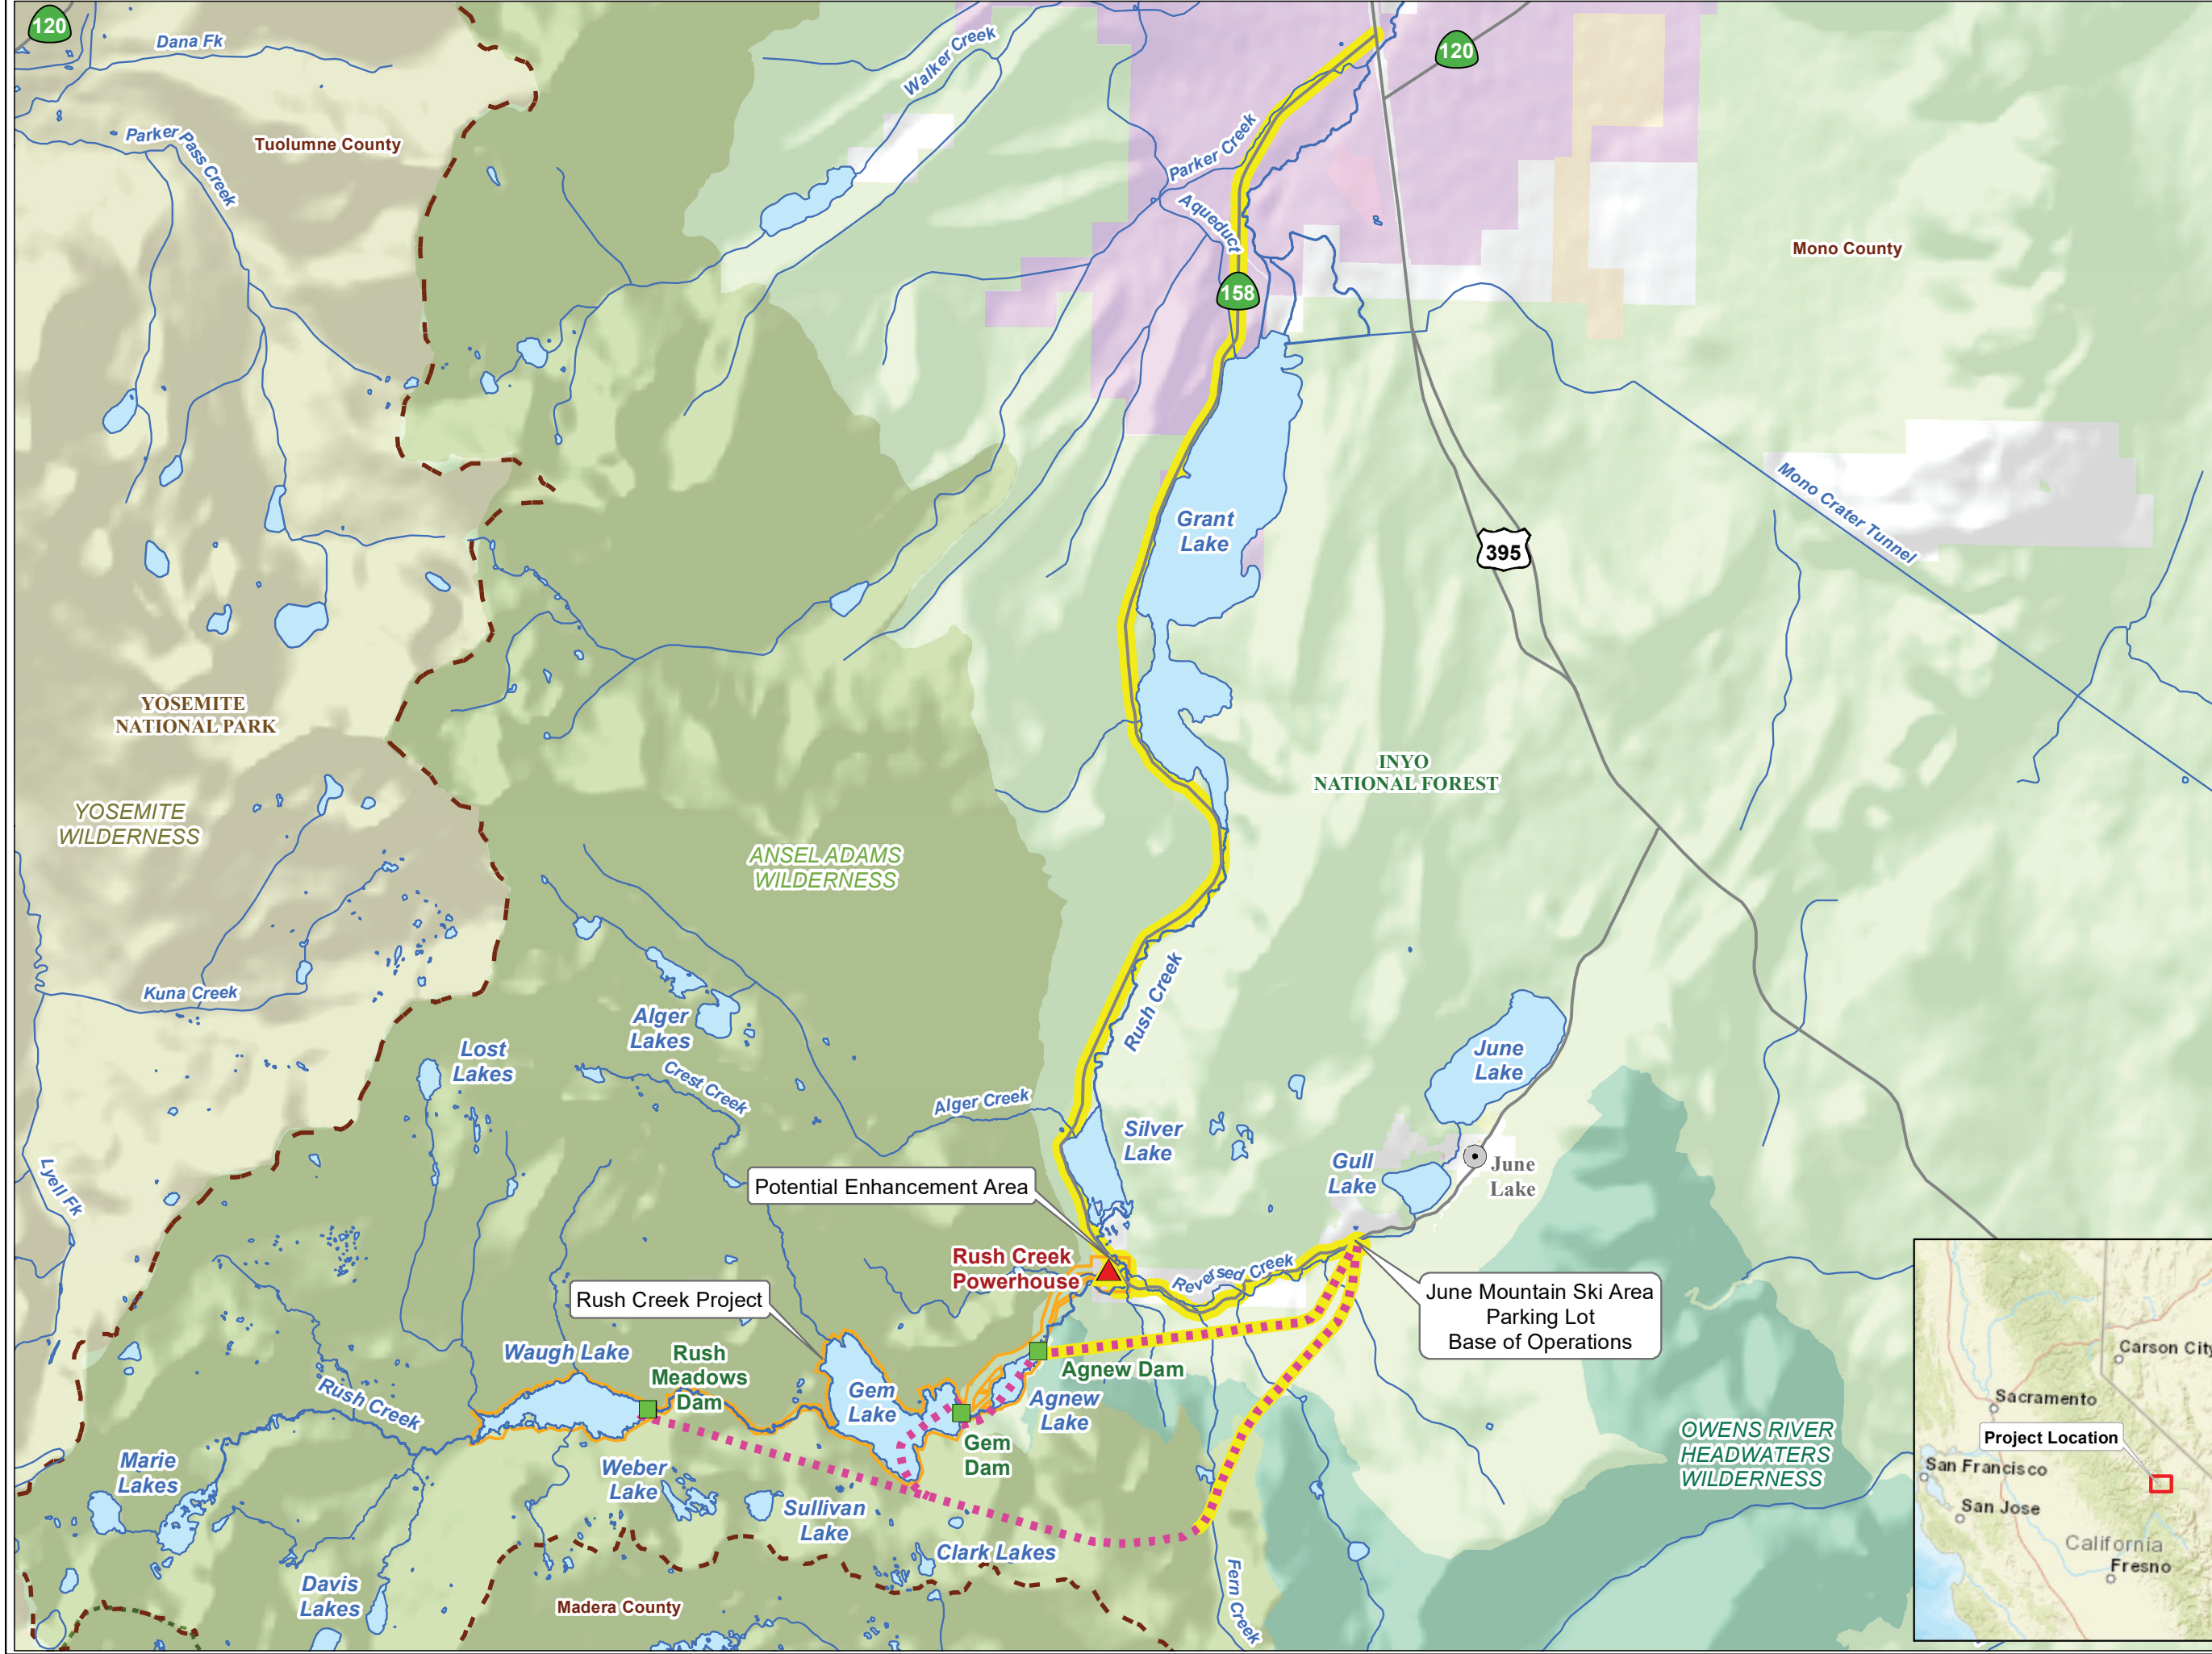 120
Dana Fk
Walker Creek
120
Parker Pass Creek
Tuolumne County
Parker Creek
Aqueduct
Mono County
158
Grant
Lake
395
Mono Crater Tunnel
YOSEMITE
NATIONAL PARK
INYO
NATIONAL FOREST
YOSEMITE
WILDERNESS
ANSEL ADAMS
WILDERNESS
Kuna Creek
Rush Creek
Alger
Lakes
Lost
Lakes
June
Lake
Crest Creek
Alger Creek
Silver
Lake
Gull
Lake
June
Lake
Lyell Fk
Potential Enhancement Area
Rush Creek
Powerhouse
Reversed Creek
Rush Creek Project
June Mountain Ski Area
Parking Lot
Base of Operations
Waugh Lake
Rush
Meadows
Dam
Agnew Dam
Rush Creek
Gem
Lake
Agnew
Lake
Gem
Dam
Marie
Lakes
Weber
Lake
Sullivan
Lake
Clark Lakes
OWENS RIVER
HEADWATERS
WILDERNESS
Davis
Lakes
Madera County
Fern Creek
Carson City
Sacramento
Project Location
San Francisco
San Jose
California
Fresno